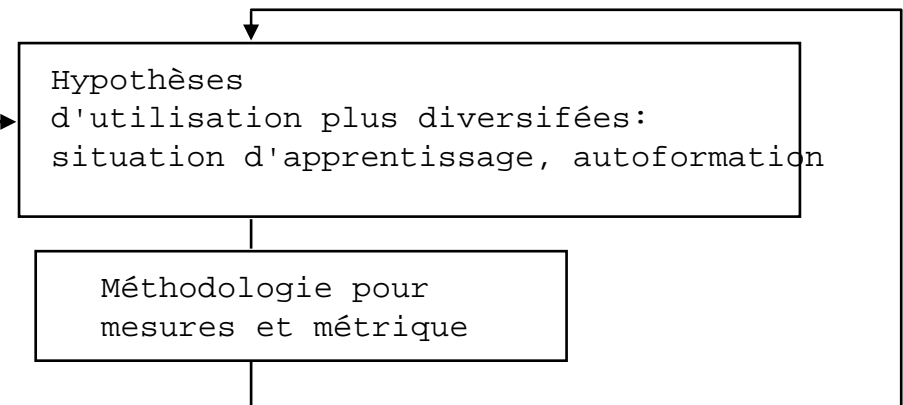 Hypothèses
d'utilisation plus diversifées:
situation d'apprentissage, autoformation
Méthodologie pour
mesures et métrique